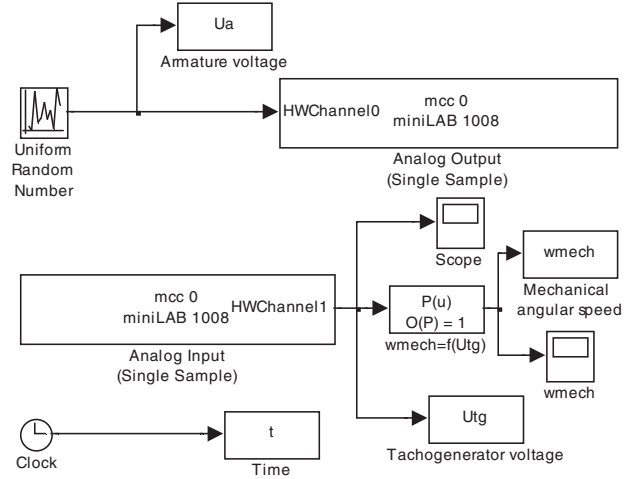 Ua
Armature voltage
HWChannel0
mcc 0
miniLAB 1008
Uniform
Random
Number
Analog Output
(Single Sample)
Scope
mcc 0
miniLAB 1008
HWChannel1
Analog Input
(Single Sample)
P(u)
O(P) = 1
wmech=f(Utg)
wmech
Mechanical
angular speed
wmech
Utg
Tachogenerator voltage
Clock
t
Time